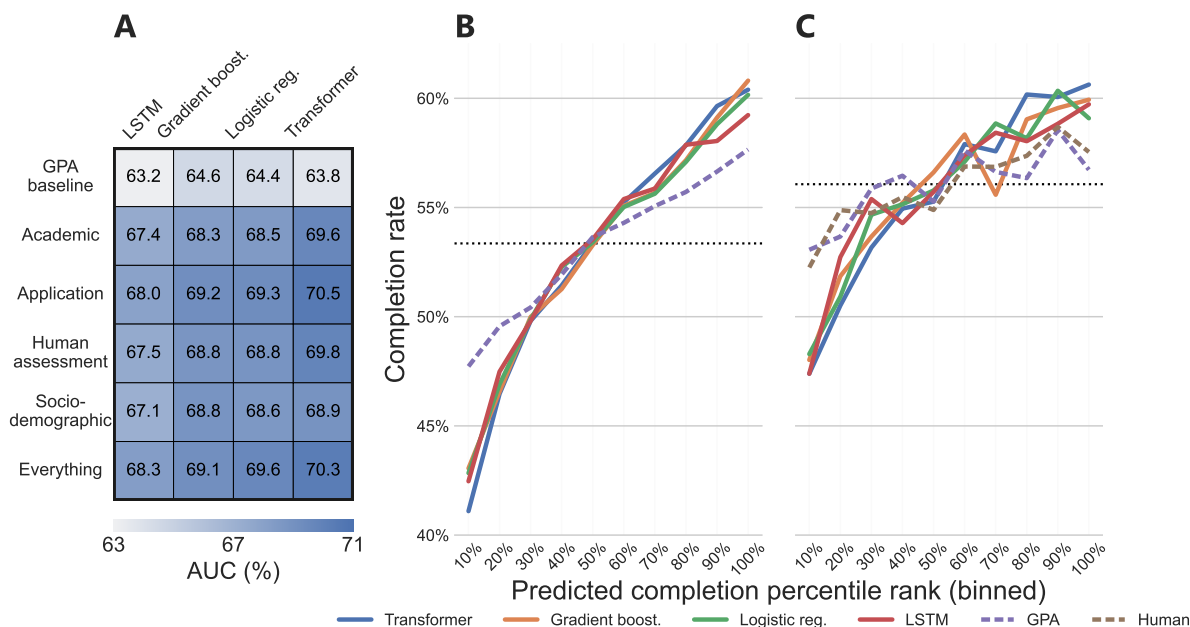 A
B
C
LSTM
Gradient boost.
Logistic reg.
Transformer
GPA
baseline
63.2 64.6 64.4 63.8
Academic
67.4 68.3 68.5 69.6
Application
68.0 69.2 69.3 70.5
Human
assessment
67.5 68.8 68.8 69.8
Socio-
demographic
67.1 68.8 68.6 68.9
Everything
68.3 69.1 69.6 70.3
63 67 71
AUC (%)
Completion rate
60%
55%
50%
45%
40%
10% 20% 30% 40% 50% 60% 70% 80% 90% 100%
10% 20% 30% 40% 50% 60% 70% 80% 90% 100%
Predicted completion percentile rank (binned)
Transformer Gradient boost. Logistic reg. LSTM GPA Human